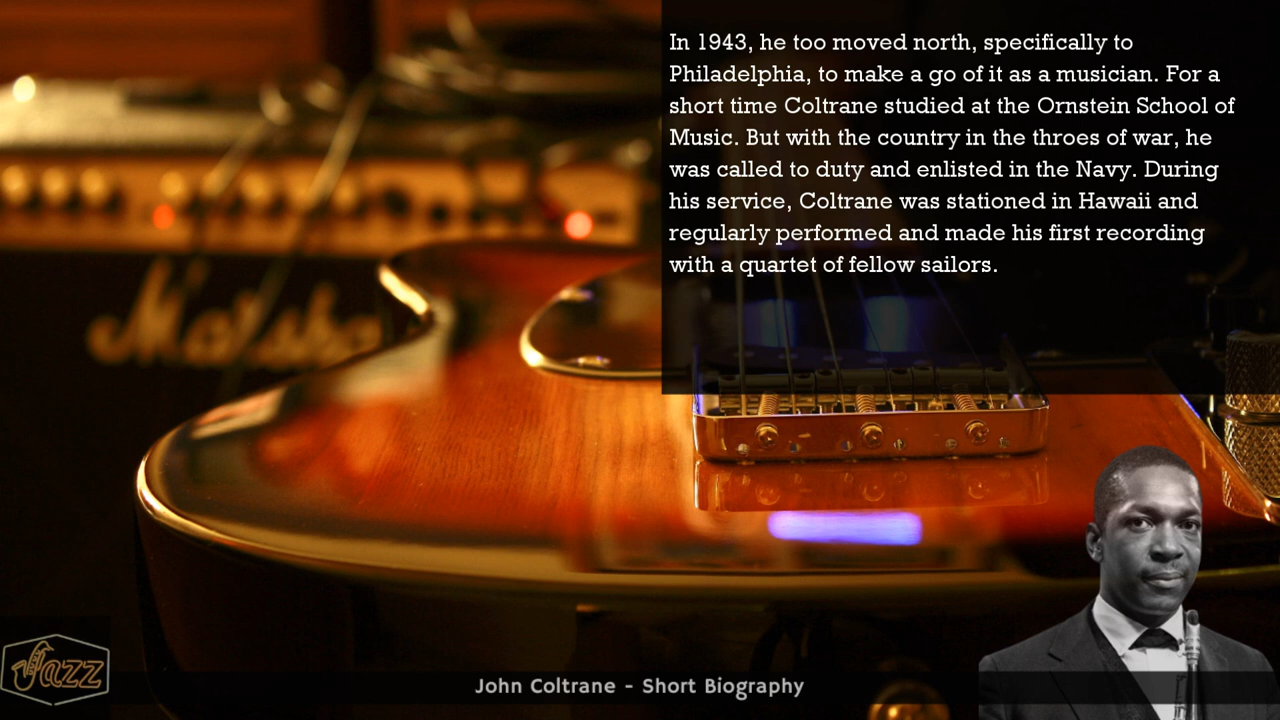 In 1943, he too moved north, specifically to
Philadelphia, to make a go of it as a musician. For a
short time Coltrane studied at the Ornstein School of
Music. But with the country in the throes of war, he
was called to duty and enlisted in the Navy. During
his service, Coltrane was stationed in Hawaii and
regularly performed and made his first recording
with a quartet of fellow sailors.
Marsha
Jazz
John Coltrane - Short Biography